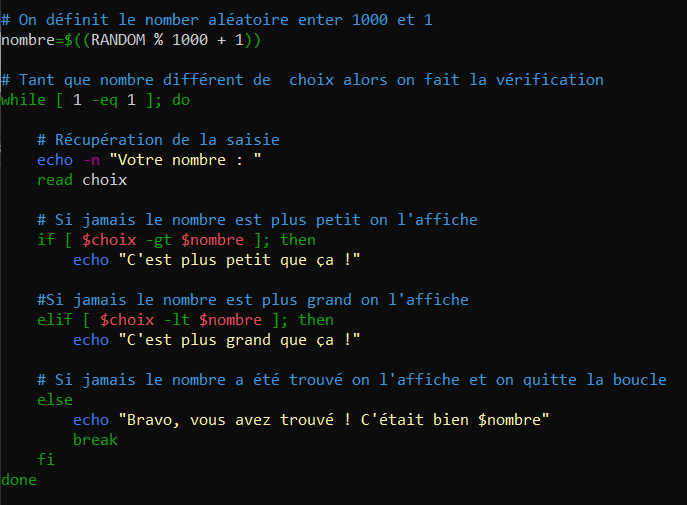 # On définit le nomber aléatoire enter 1000 et 1
nombre=$((RANDOM % 1000 + 1))

# Tant que nombre différent de  choix alors on fait la vérification
while [ 1 -eq 1 ]; do

    # Récupération de la saisie
    echo -n "Votre nombre : "
    read choix

    # Si jamais le nombre est plus petit on l'affiche
    if [ $choix -gt $nombre ]; then
        echo "C'est plus petit que ça !"

    #Si jamais le nombre est plus grand on l'affiche
    elif [ $choix -lt $nombre ]; then
        echo "C'est plus grand que ça !"

    # Si jamais le nombre a été trouvé on l'affiche et on quitte la boucle
    else
        echo "Bravo, vous avez trouvé ! C'était bien $nombre"
        break
    fi
done